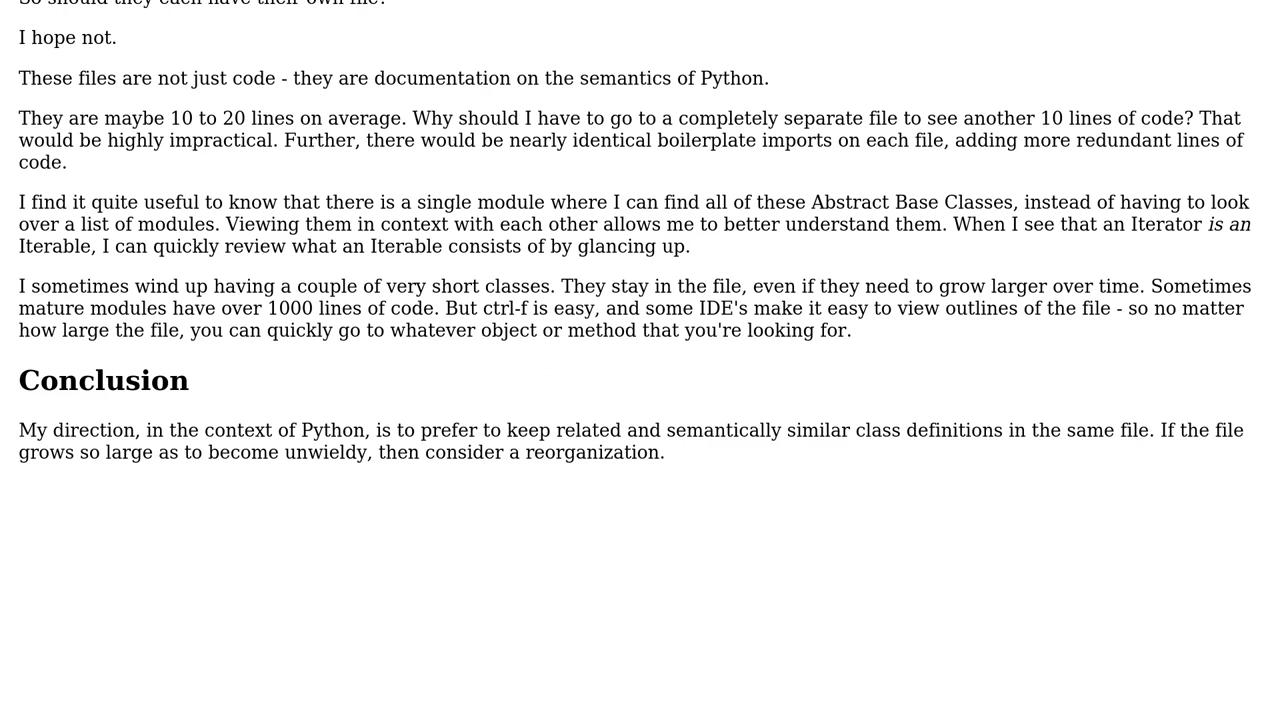 So should they each have their own file?
I hope not.
These files are not just code - they are documentation on the semantics of Python.
They are maybe 10 to 20 lines on average. Why should I have to go to a completely separate file to see another 10 lines of code? That
would be highly impractical. Further, there would be nearly identical boilerplate imports on each file, adding more redundant lines of
code.
I find it quite useful to know that there is a single module where I can find all of these Abstract Base Classes, instead of having to look
over a list of modules. Viewing them in context with each other allows me to better understand them. When I see that an Iterator is an
Iterable, I can quickly review what an Iterable consists of by glancing up.
I sometimes wind up having a couple of very short classes. They stay in the file, even if they need to grow larger over time. Sometimes
mature modules have over 1000 lines of code. But ctrl-f is easy, and some IDE's make it easy to view outlines of the file - so no matter
how large the file, you can quickly go to whatever object or method that you're looking for.
Conclusion
My direction, in the context of Python, is to prefer to keep related and semantically similar class definitions in the same file. If the file
grows so large as to become unwieldy, then consider a reorganization.